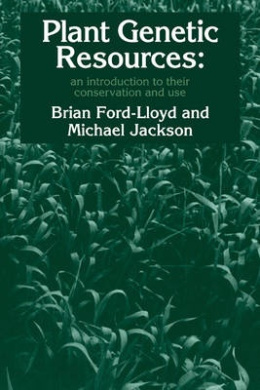 Plant Genetic
Resources:
an introduction to their
conservation and use
Brian Ford-Lloyd and
Michael Jackson